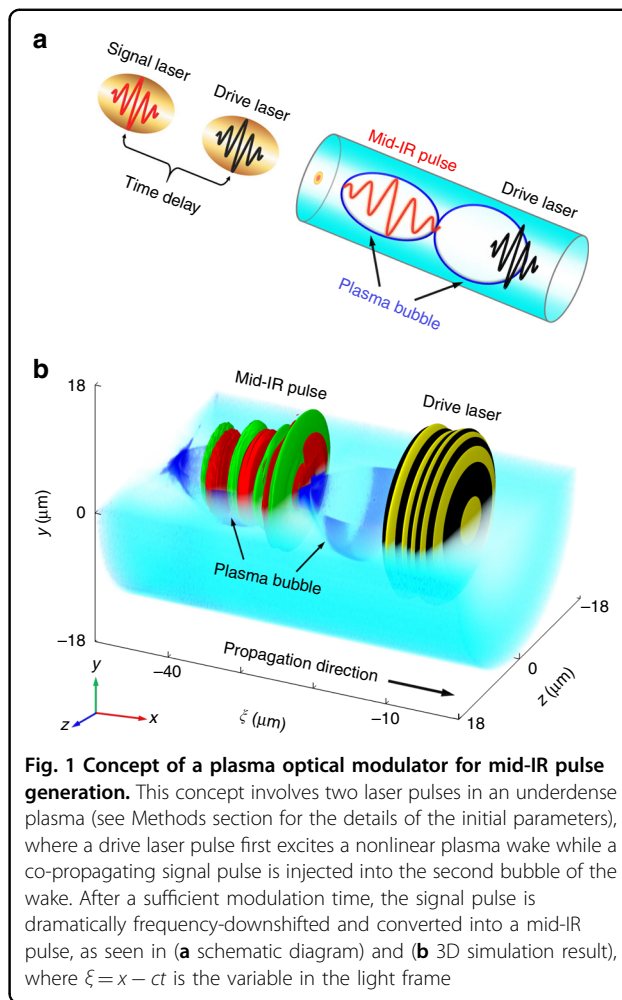 a
Signal laser
Drive laser
Time delay
Mid-IR pulse
Drive laser
Plasma bubble
b
18
0
−18
y (μm)
Mid-IR pulse
Drive laser
Plasma bubble
Propagation direction
−40
−10
ξ (μm)
18
0
−18
z (μm)
y
z
x
Fig. 1 Concept of a plasma optical modulator for mid-IR pulse
generation. This concept involves two laser pulses in an underdense
plasma (see Methods section for the details of the initial parameters),
where a drive laser pulse first excites a nonlinear plasma wake while a
co-propagating signal pulse is injected into the second bubble of the
wake. After a sufficient modulation time, the signal pulse is
dramatically frequency-downshifted and converted into a mid-IR
pulse, as seen in (a schematic diagram) and (b 3D simulation result),
where ξ = x − ct is the variable in the light frame